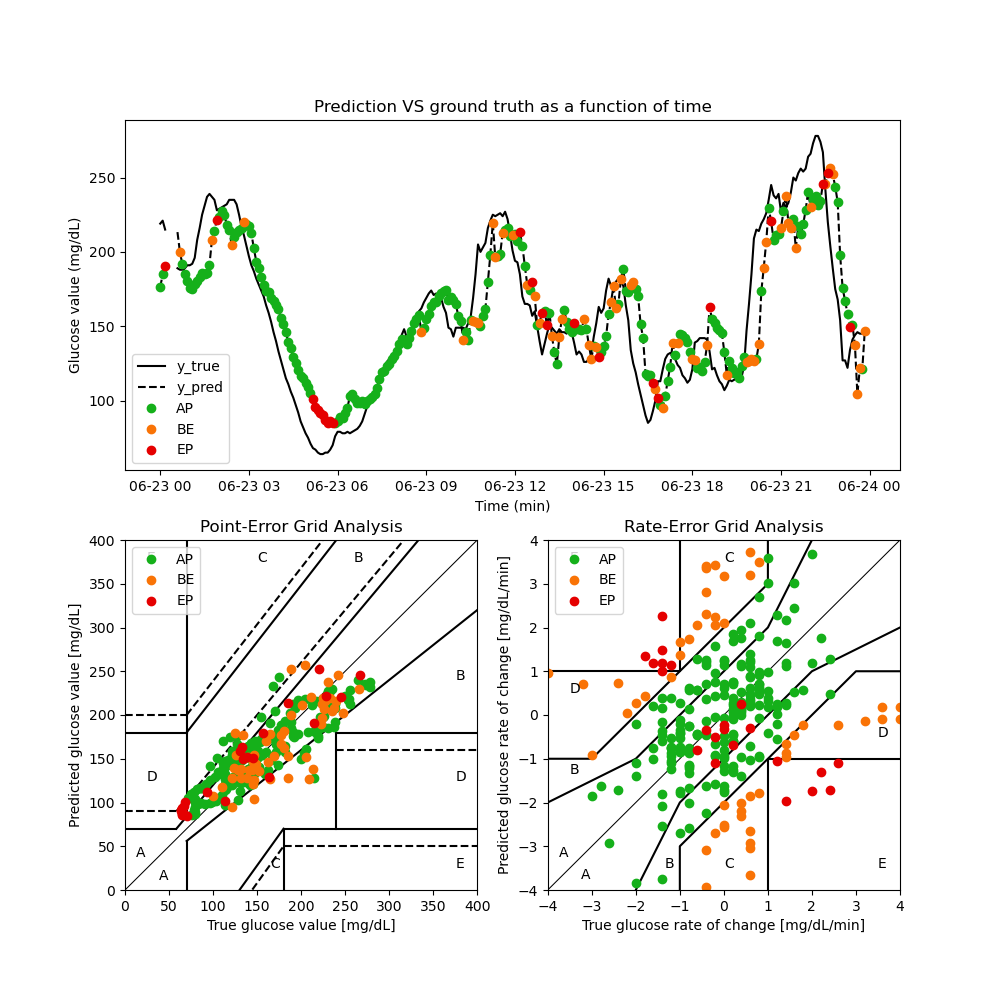 Prediction VS ground truth as a function of time
Glucose value (mg/dL)
250
200
150
100
y_true
y_pred
AP
BE
EP
06-23 00 06-23 03 06-23 06 06-23 09 06-23 12 06-23 15 06-23 18 06-23 21 06-24 00
Time (min)
Point-Error Grid Analysis
Predicted glucose value [mg/dL]
400
350
300
250
200
150
100
50
0
AP
BE
EP
C
B
B
D
D
A
A
C
E
0 50 100 150 200 250 300 350 400
True glucose value [mg/dL]
Rate-Error Grid Analysis
Predicted glucose rate of change [mg/dL/min]
4
3
2
1
0
−1
−2
−3
−4
AP
BE
EP
C
D
D
B
A
A
B
C
E
−4 −3 −2 −1 0 1 2 3 4
True glucose rate of change [mg/dL/min]